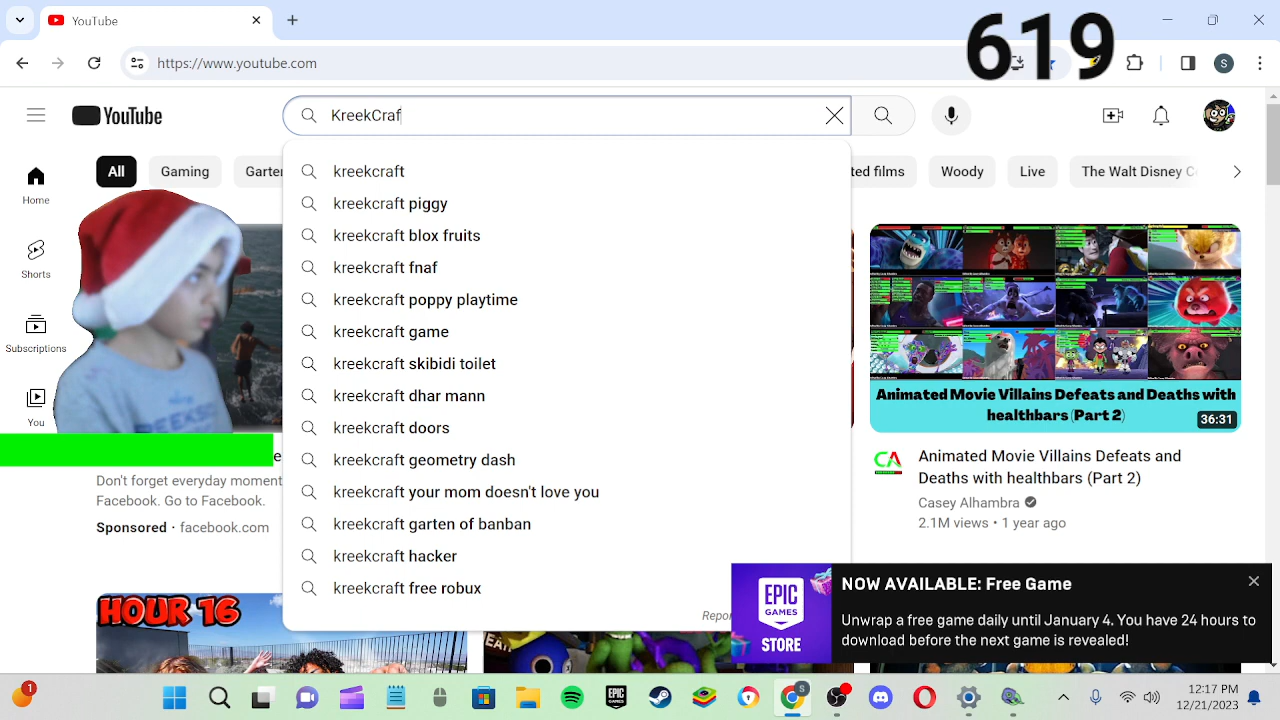 YouTube
619
https://www.youtube.com
S
YouTube
KreekCraf
All
Gaming
ted films
Woody
Live
The Walt Disney
kreekcraft
kreekcraft piggy
kreekcraft blox fruits
kreekcraft fnaf
kreekcraft poppy playtime
kreekcraft game
kreekcraft skibidi toilet
kreekcraft dhar mann
kreekcraft doors
kreekcraft geometry dash
kreekcraft your mom doesn't love you
kreekcraft garten of banban
kreekcraft hacker
kreekcraft free robux
Home
Shorts
Subscriptions
You
Don't forget everyday moment
Facebook. Go to Facebook.
Sponsored · facebook.com
Animated Movie Villains Defeats and Deaths with
healthbars (Part 2)
36:31
CA
Animated Movie Villains Defeats and
Deaths with healthbars (Part 2)
Casey Alhambra
2.1M views • 1 year ago
HOUR 16
EPIC
GAMES
STORE
NOW AVAILABLE: Free Game
Unwrap a free game daily until January 4. You have 24 hours to
download before the next game is revealed!
1
EPIC
GAMES
S
12:17 PM
12/21/2023